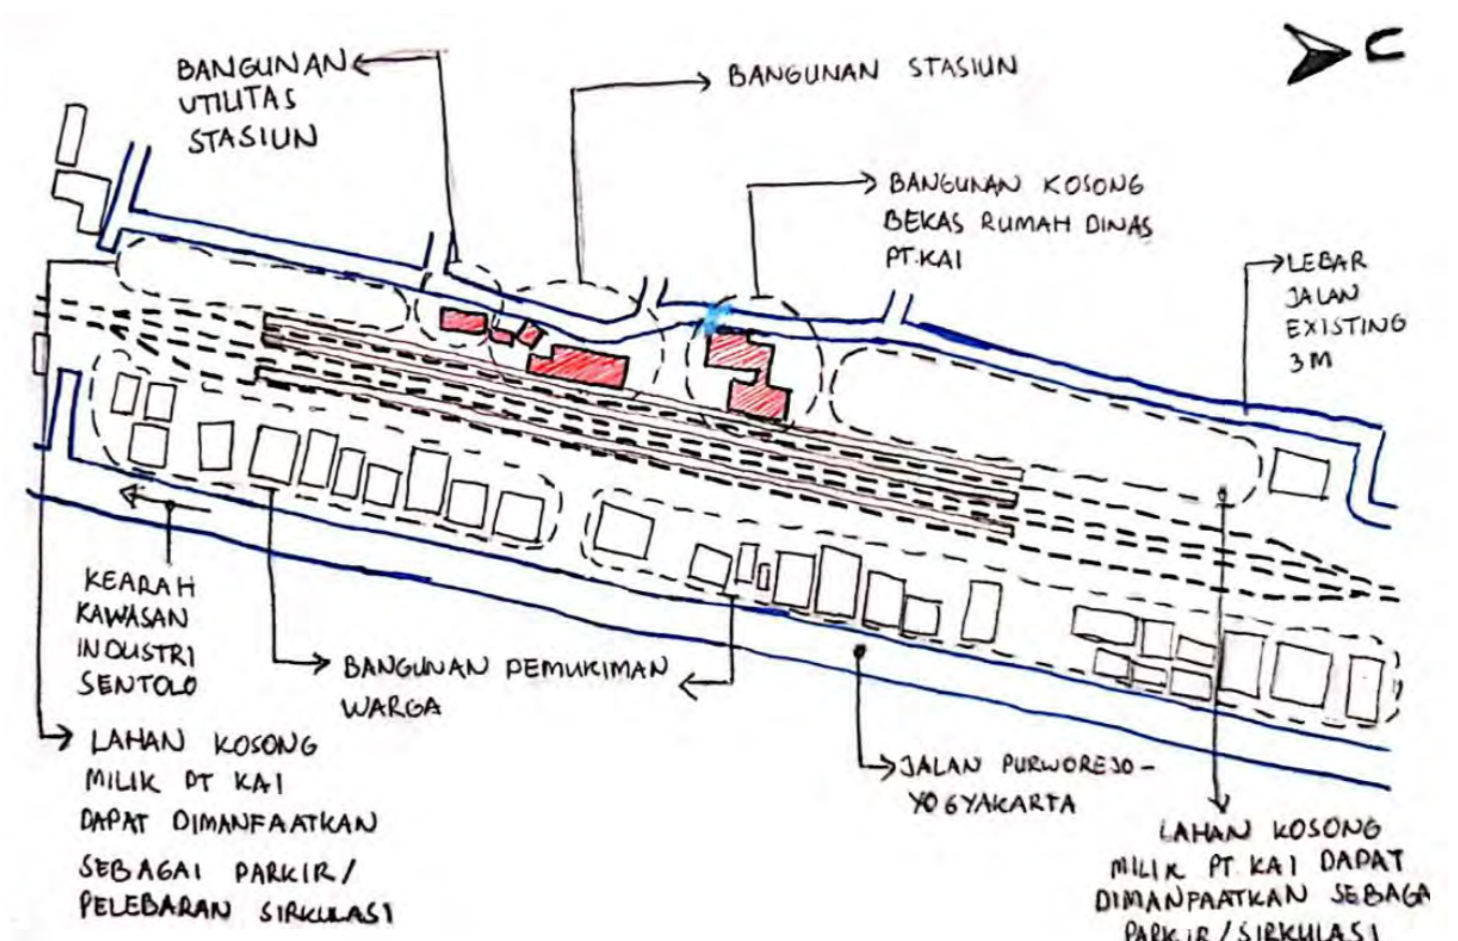 BANGUNAN
UTILITAS
STASIUN
BANGUNAN STASIUN
U
BANGUNAN KOSONG
BEKAS RUMAH DINAS
PT.KAI
LEBAR
JALAN
EXISTING
3M
KEARAH
KAWASAN
INDUSTRI
SENTOLO
BANGUNAN PEMUKIMAN
WARGA
LAHAN KOSONG
MILIK PT KAI
DAPAT DIMANFAATKAN
SEBAGAI PARKIR/
PELEBARAN SIRKULASI
JALAN PURWOREJO-
YOGYAKARTA
LAHAN KOSONG
MILIK PT. KAI DAPAT
DIMANFAATKAN SEBAGA
PARKIR/SIRKULASI